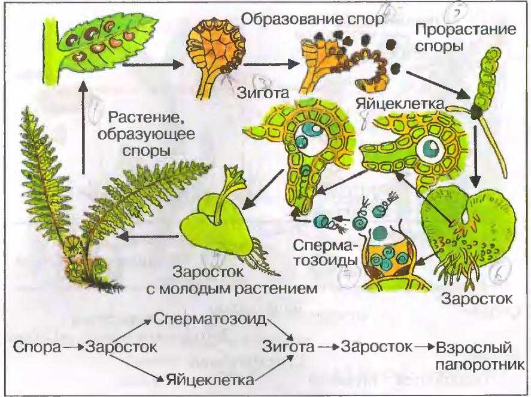 Образование спор
Прорастание
споры
Зигота
Яйцеклетка
Растение,
образующее
споры
Сперма-
тозоиды
Заросток
с молодым растением
Заросток
Сперматозоид
Спора
Заросток
Зигота
Заросток
Взрослый
папоротник
Яйцеклетка